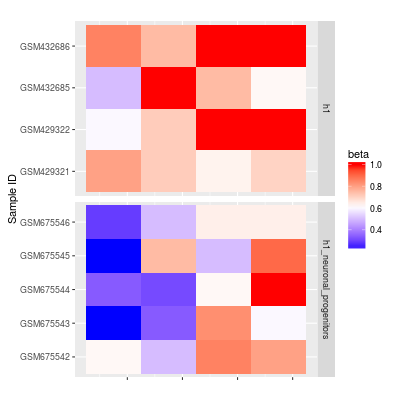 GSM432686
GSM432685
GSM429322
GSM429321
h1
GSM675546
GSM675545
GSM675544
GSM675543
GSM675542
h1_neuronal_progenitors
Sample ID
beta
1.0
0.8
0.6
0.4